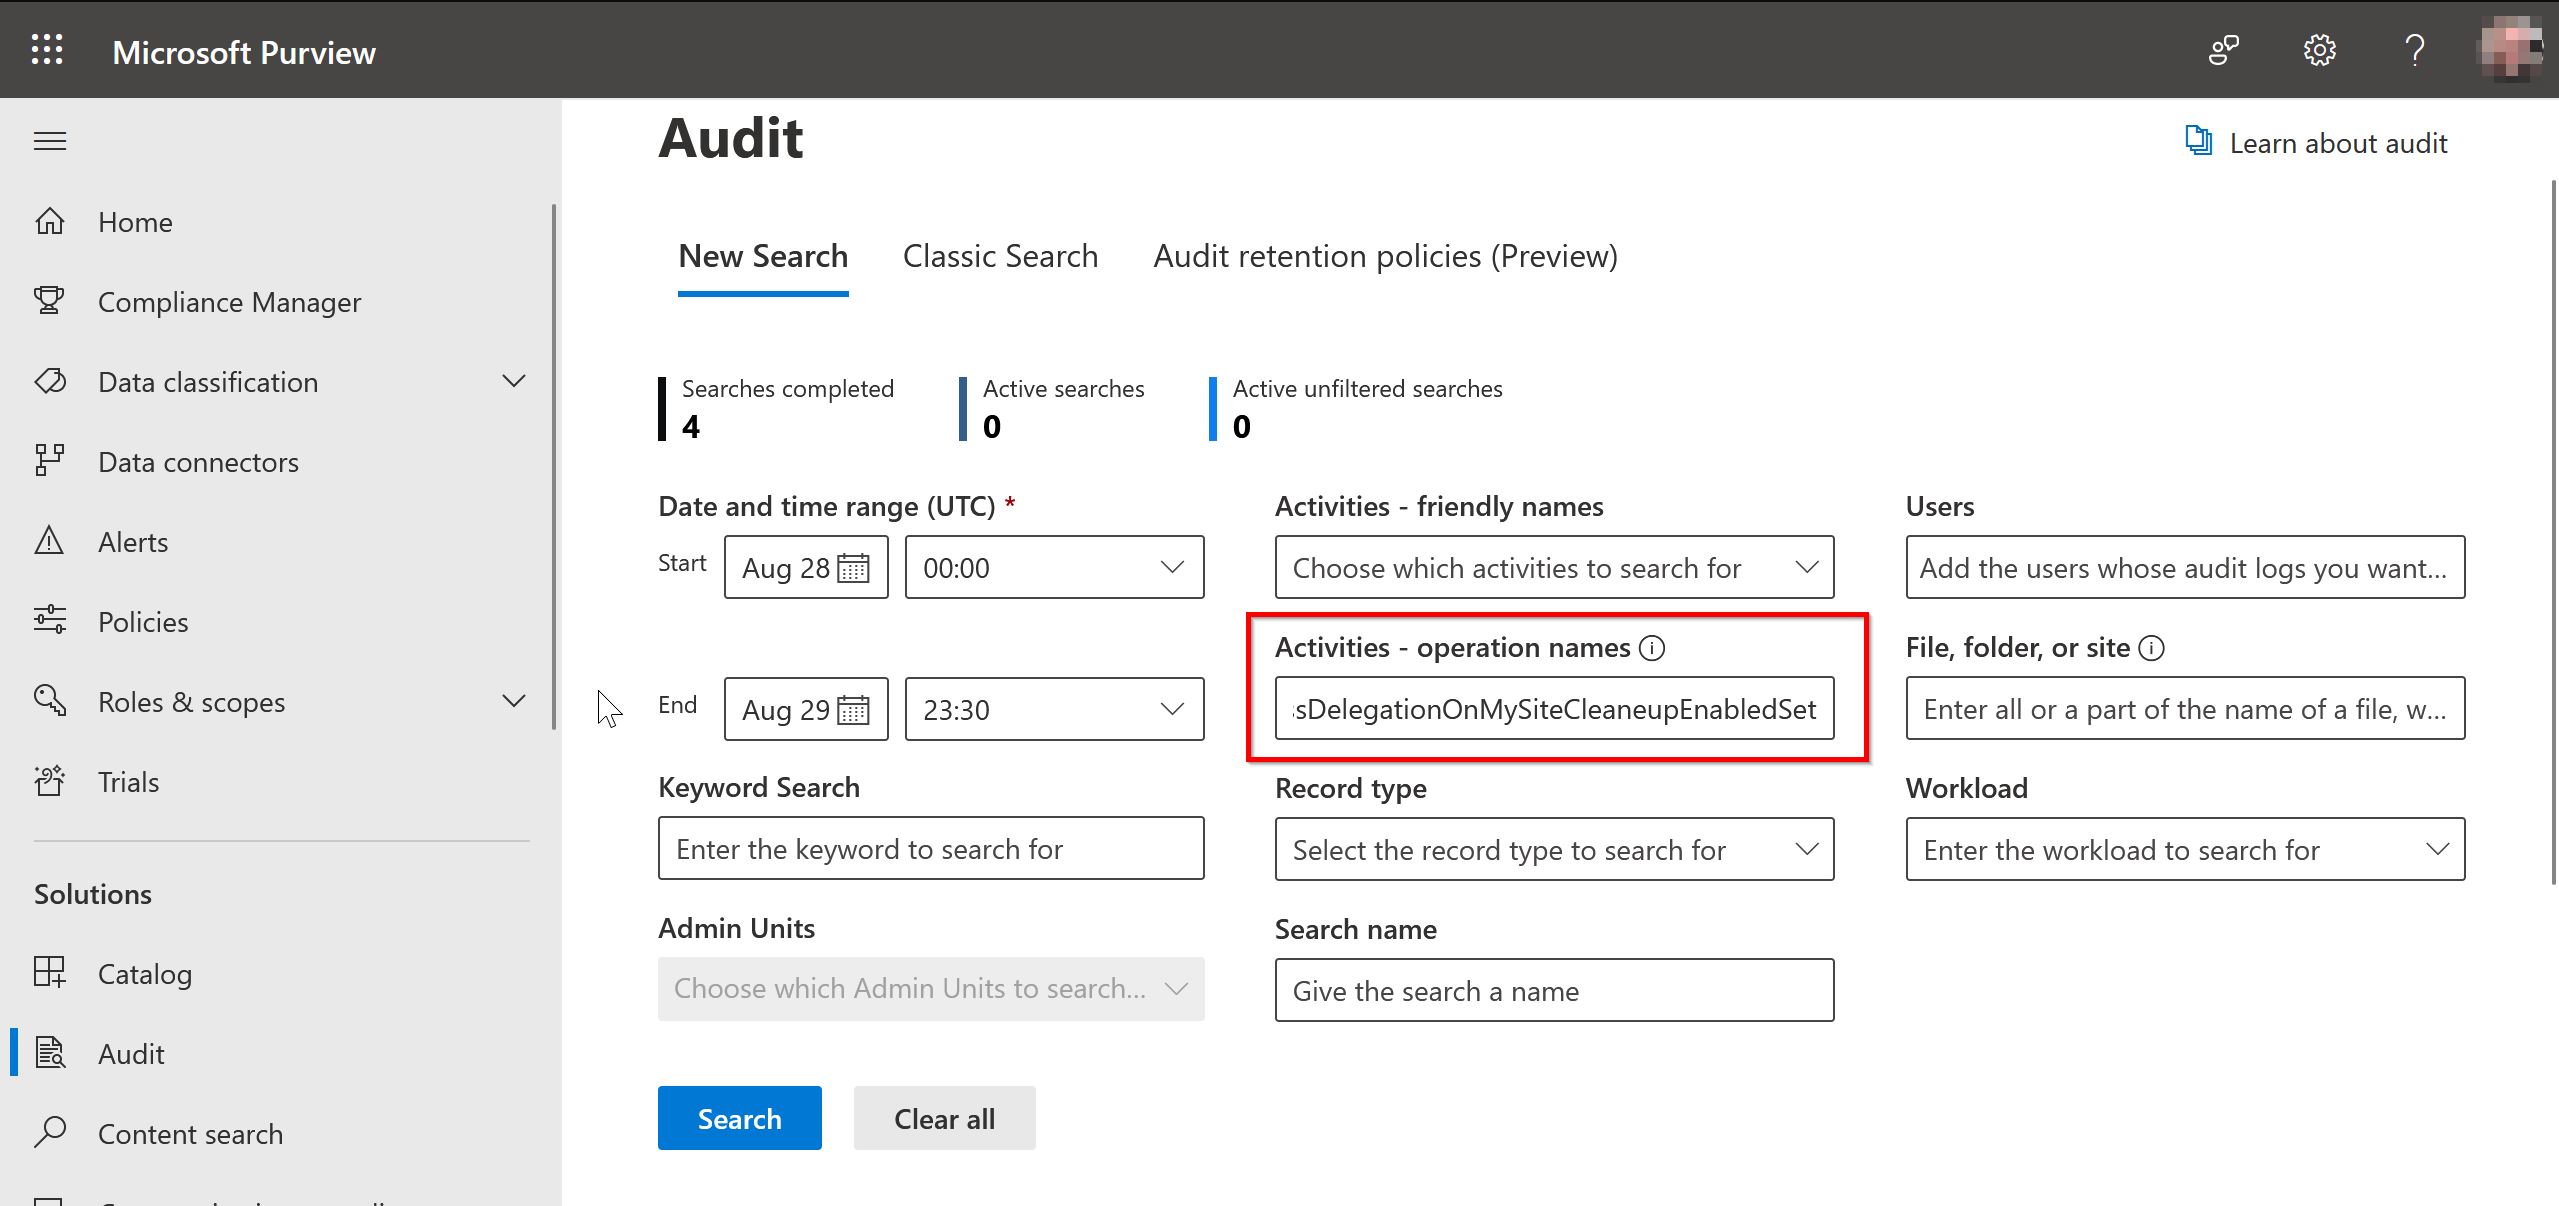 Microsoft Purview
Home
Compliance Manager
Data classification
Data connectors
Alerts
Policies
Roles & scopes
Trials
Solutions
Catalog
Audit
Content search
Audit
Learn about audit
New Search
Classic Search
Audit retention policies (Preview)
Searches completed
4
Active searches
0
Active unfiltered searches
0
Date and time range (UTC) *
Start
Aug 28
00:00
End
Aug 29
23:30
Activities - friendly names
Choose which activities to search for
Users
Add the users whose audit logs you want...
Activities - operation names
sDelegationOnMySiteCleaneupEnabledSet
File, folder, or site
Enter all or a part of the name of a file, w...
Keyword Search
Enter the keyword to search for
Record type
Select the record type to search for
Workload
Enter the workload to search for
Admin Units
Choose which Admin Units to search...
Search name
Give the search a name
Search
Clear all